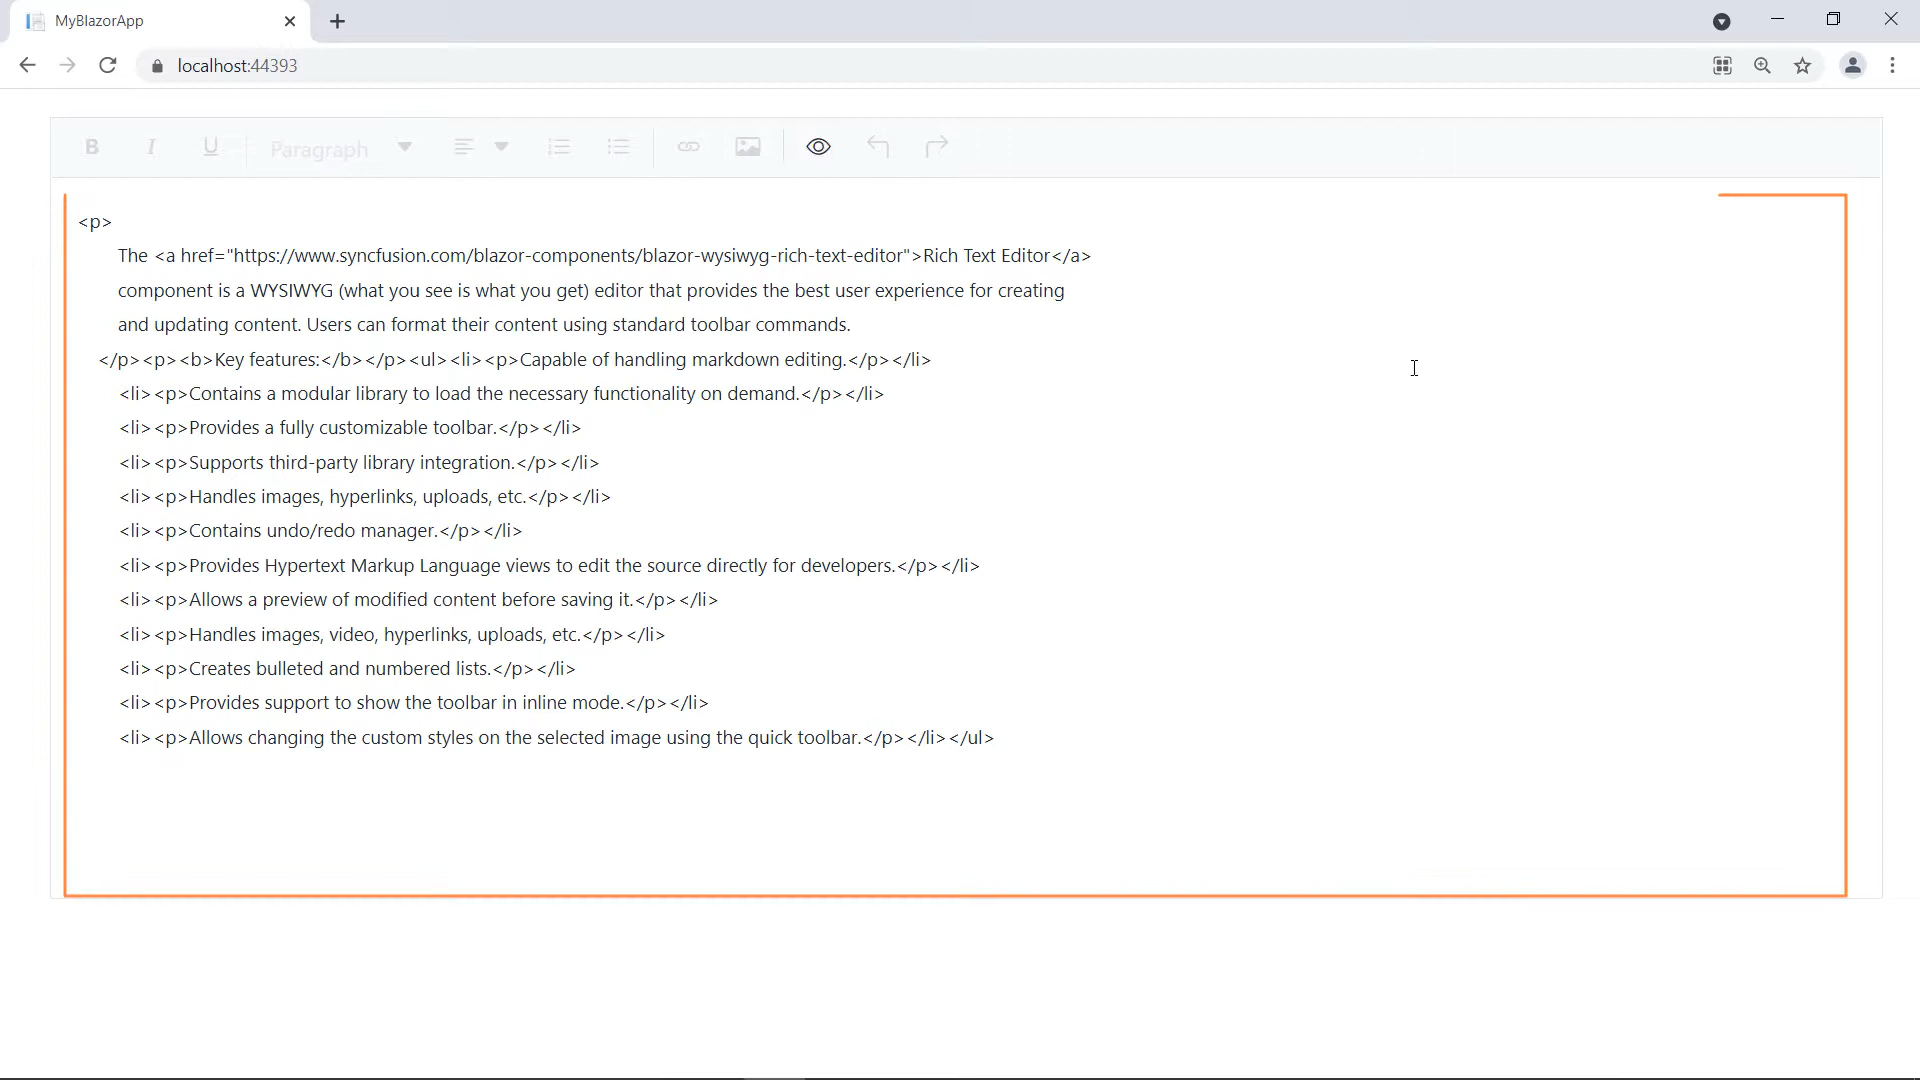 MyBlazorApp
localhost:44393
B I U Paragraph
<p>
The <a href="https://www.syncfusion.com/blazor-components/blazor-wysiwyg-rich-text-editor">Rich Text Editor</a>
component is a WYSIWYG (what you see is what you get) editor that provides the best user experience for creating
and updating content. Users can format their content using standard toolbar commands.
</p><p><b>Key features:</b></p><ul><li><p>Capable of handling markdown editing.</p></li>
<li><p>Contains a modular library to load the necessary functionality on demand.</p></li>
<li><p>Provides a fully customizable toolbar.</p></li>
<li><p>Supports third-party library integration.</p></li>
<li><p>Handles images, hyperlinks, uploads, etc.</p></li>
<li><p>Contains undo/redo manager.</p></li>
<li><p>Provides Hypertext Markup Language views to edit the source directly for developers.</p></li>
<li><p>Allows a preview of modified content before saving it.</p></li>
<li><p>Handles images, video, hyperlinks, uploads, etc.</p></li>
<li><p>Creates bulleted and numbered lists.</p></li>
<li><p>Provides support to show the toolbar in inline mode.</p></li>
<li><p>Allows changing the custom styles on the selected image using the quick toolbar.</p></li></ul>